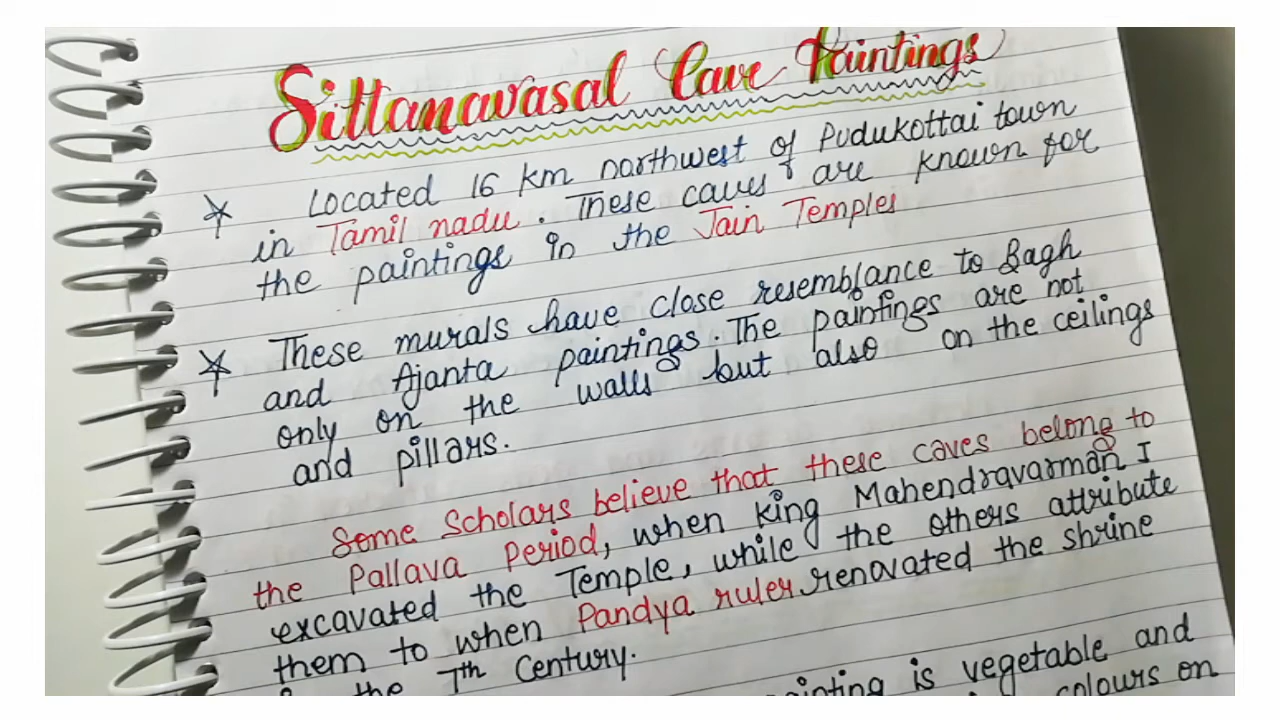 Sittanavasal Cave Paintings
Located 16 km northwest of Pudukottai town
in Tamil nadu. These caves are known for
the paintings in the Jain Temples
These murals have close resemblance to Bagh
and Ajanta paintings. The paintings are not
only on the walls but also on the ceilings
and pillars.
Some Scholars believe that these caves belong to
the Pallava Period, when king Mahendravarman I
excavated the Temple, while the others attribute
them to when Pandya ruler renovated the shrine
the 7th Century.
is vegetable and
colours on